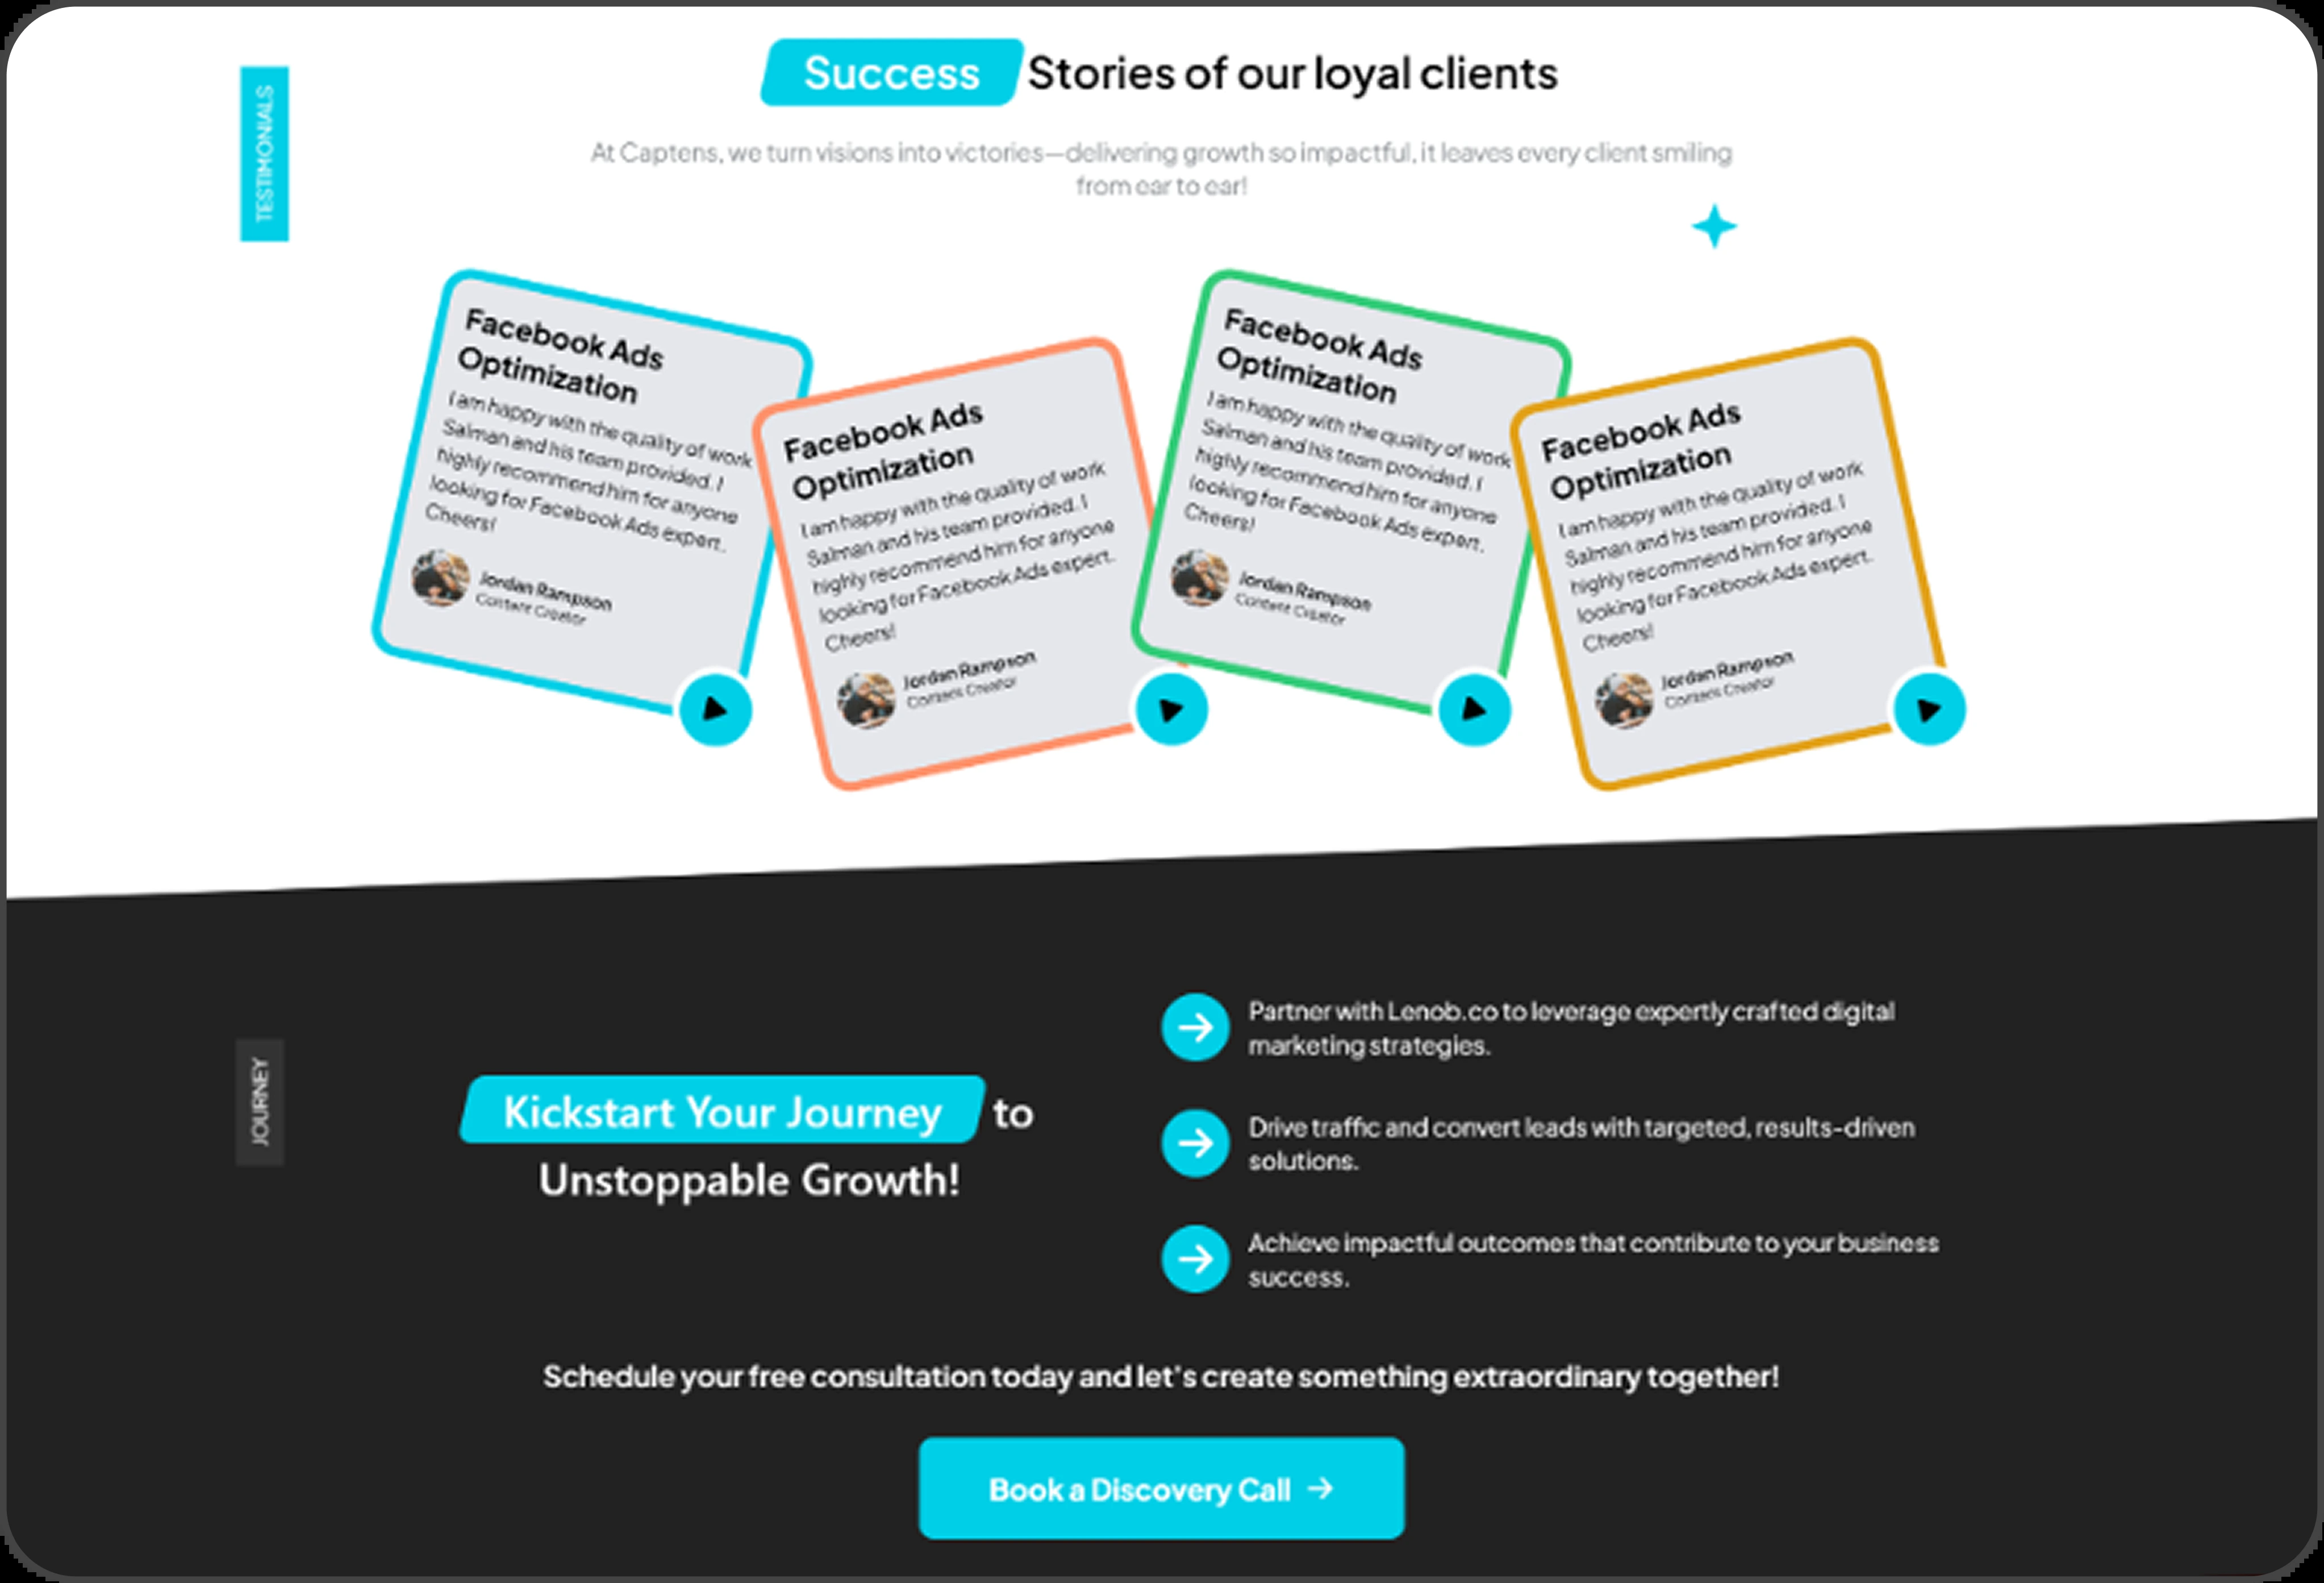 TESTIMONIALS
Success Stories of our loyal clients
At Captens, we turn visions into victories—delivering growth so impactful, it leaves every client smiling
from ear to ear!
Facebook Ads
Optimization
I am happy with the quality of work
Salman and his team provided. I
highly recommend him for anyone
looking for Facebook Ads expert.
Cheers!
Jordan Rampson
Content Creator
Facebook Ads
Optimization
I am happy with the quality of work
Salman and his team provided. I
highly recommend him for anyone
looking for Facebook Ads expert.
Cheers!
Jordan Rampson
Content Creator
Facebook Ads
Optimization
I am happy with the quality of work
Salman and his team provided. I
highly recommend him for anyone
looking for Facebook Ads expert.
Cheers!
Jordan Rampson
Content Creator
Facebook Ads
Optimization
I am happy with the quality of work
Salman and his team provided. I
highly recommend him for anyone
looking for Facebook Ads expert.
Cheers!
Jordan Rampson
Content Creator
JOURNEY
Kickstart Your Journey to
Unstoppable Growth!
Partner with Lenob.co to leverage expertly crafted digital
marketing strategies.
Drive traffic and convert leads with targeted, results-driven
solutions.
Achieve impactful outcomes that contribute to your business
success.
Schedule your free consultation today and let's create something extraordinary together!
Book a Discovery Call →